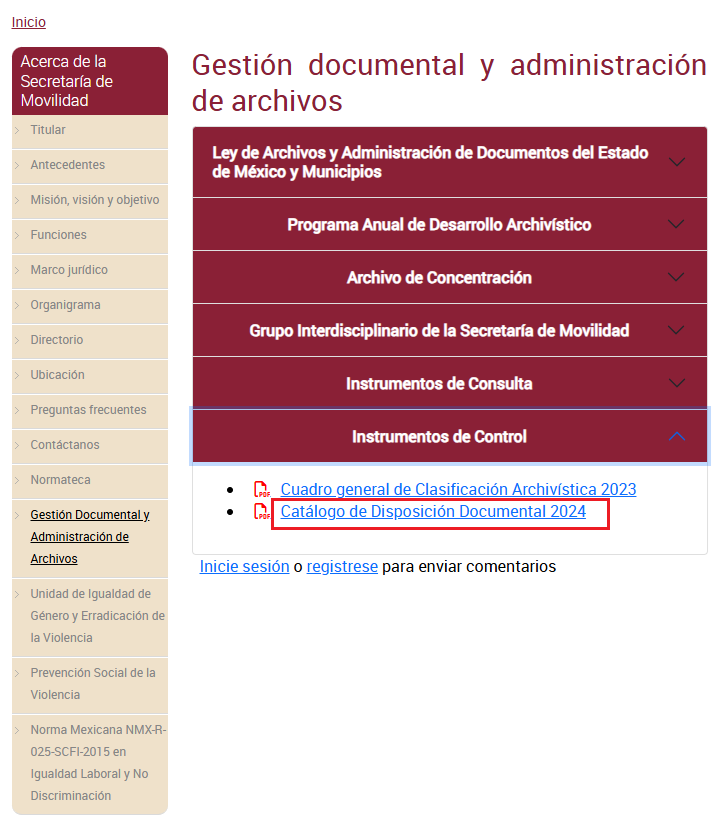 Inicio
Acerca de la
Secretaría de
Movilidad
Titular
Antecedentes
Misión, visión y objetivo
Funciones
Marco jurídico
Organigrama
Directorio
Ubicación
Preguntas frecuentes
Contáctanos
Normateca
Gestión Documental y
Administración de
Archivos
Unidad de Igualdad de
Género y Erradicación de
la Violencia
Prevención Social de la
Violencia
Norma Mexicana NMX-R-
025-SCFI-2015 en
Igualdad Laboral y No
Discriminación
Gestión documental y administración
de archivos
Ley de Archivos y Administración de Documentos del Estado
de México y Municipios
Programa Anual de Desarrollo Archivístico
Archivo de Concentración
Grupo Interdisciplinario de la Secretaría de Movilidad
Instrumentos de Consulta
Instrumentos de Control
PDF Cuadro general de Clasificación Archivística 2023
PDF Catálogo de Disposición Documental 2024
Inicie sesión o registrese para enviar comentarios